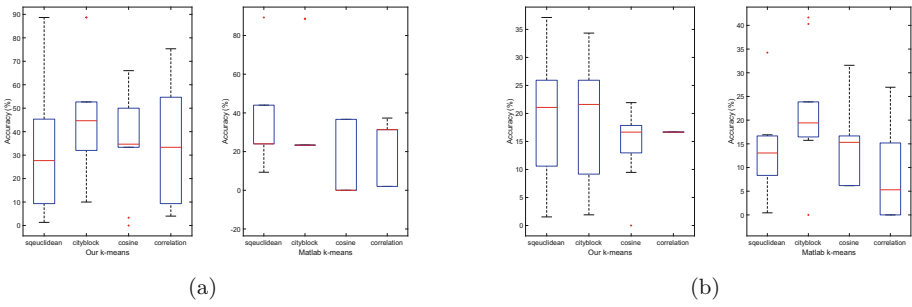 90
80
70
60
50
40
30
20
10
0
Accuracy (%)
sqeuclidean cityblock cosine correlation
Our k-means
80
60
40
20
0
-20
Accuracy (%)
sqeuclidean cityblock cosine correlation
Matlab k-means
(a)
35
30
25
20
15
10
5
0
Accuracy (%)
sqeuclidean cityblock cosine correlation
Our k-means
40
35
30
25
20
15
10
5
0
Accuracy (%)
sqeuclidean cityblock cosine correlation
Matlab k-means
(b)